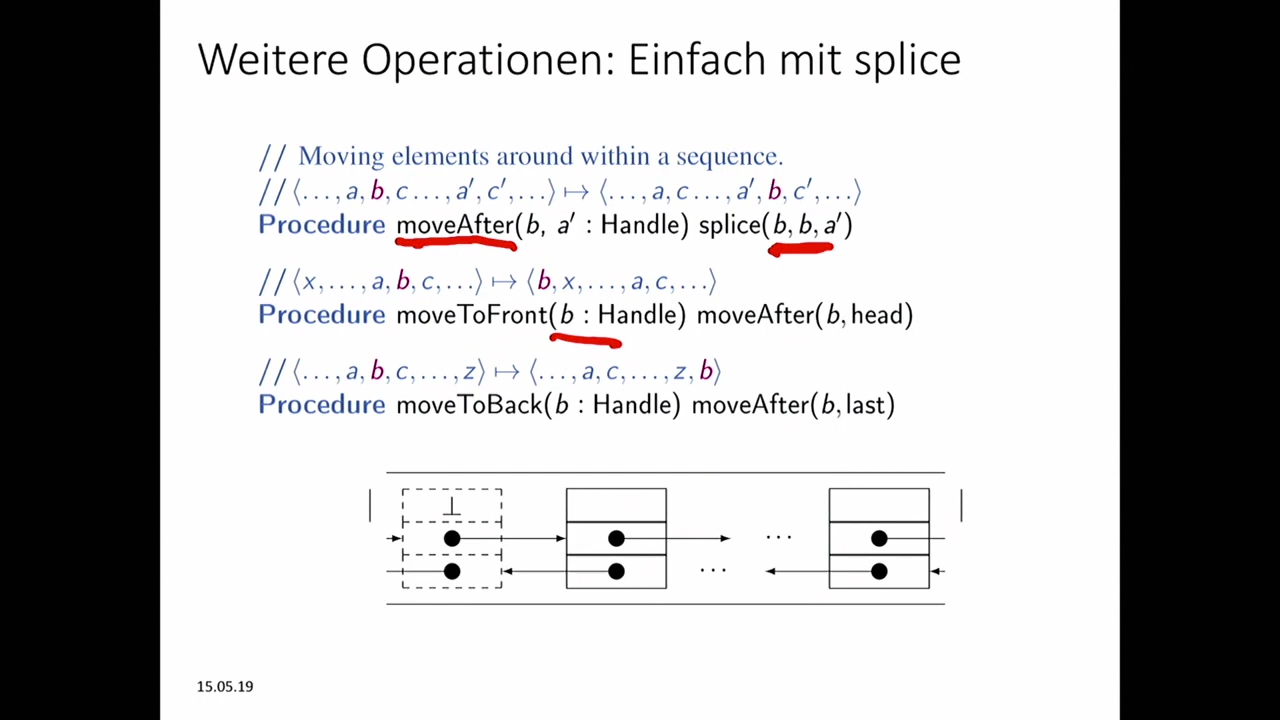 Weitere Operationen: Einfach mit splice
// Moving elements around within a sequence.
// ⟨…, a, b, c…, a′, c′, …⟩ ↦ ⟨…, a, c…, a′, b, c′, …⟩
Procedure moveAfter(b, a′ : Handle) splice(b, b, a′)
// ⟨x, …, a, b, c, …⟩ ↦ ⟨b, x, …, a, c, …⟩
Procedure moveToFront(b : Handle) moveAfter(b, head)
// ⟨…, a, b, c, …, z⟩ ↦ ⟨…, a, c, …, z, b⟩
Procedure moveToBack(b : Handle) moveAfter(b, last)
⊥
⋯
⋯
15.05.19